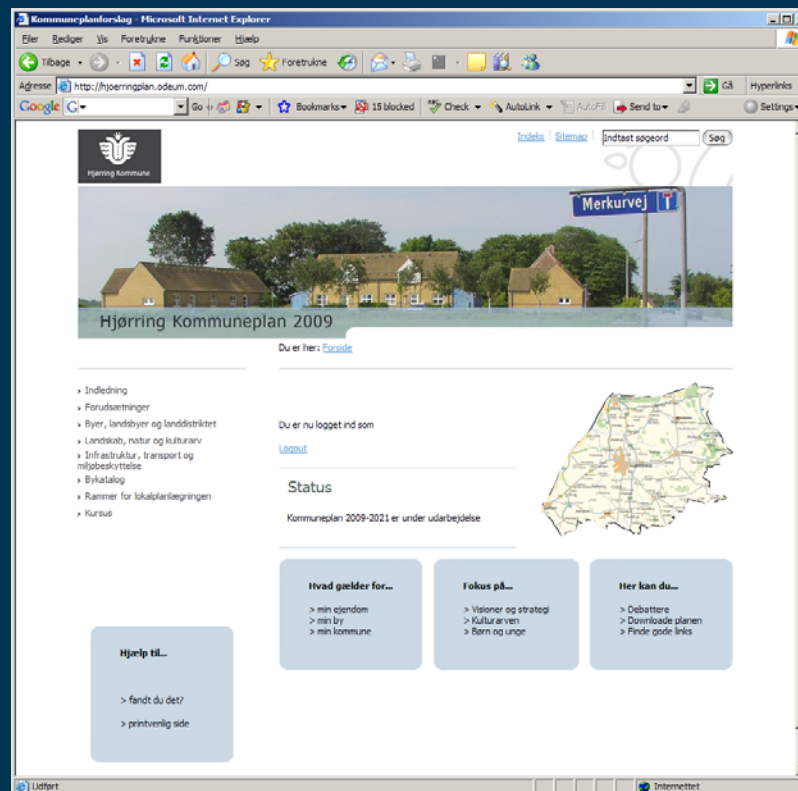 Kommuneplanforslag - Microsoft Internet Explorer
Filer Rediger Vis Foretrukne Funktioner Hjælp
Tilbage Søg Foretrukne
Adresse http://hjoerringplan.odeum.com/ Gå Hyperlinks
Google G Go Bookmarks 15 blocked Check AutoLink AutoFill Send to Settings
Hjørring Kommune
Indeks Sitemap Indtast søgeord Søg
Merkurvej
Hjørring Kommuneplan 2009
Du er her: Forside
Indledning
Forudsætninger
Byer, landsbyer og landdistriktet
Landskab, natur og kulturarv
Infrastruktur, transport og
miljøbeskyttelse
Bykatalog
Rammer for lokalplanlægningen
Kursus
Du er nu logget ind som
Logout
Status
Kommuneplan 2009-2021 er under udarbejdelse
Hvad gælder for...
> min ejendom
> min by
> min kommune
Fokus på...
> Visioner og strategi
> Kulturarven
> Børn og unge
Her kan du...
> Debattere
> Downloade planen
> Finde gode links
Hjælp til...
> fandt du det?
> printvenlig side
Udført Internettet